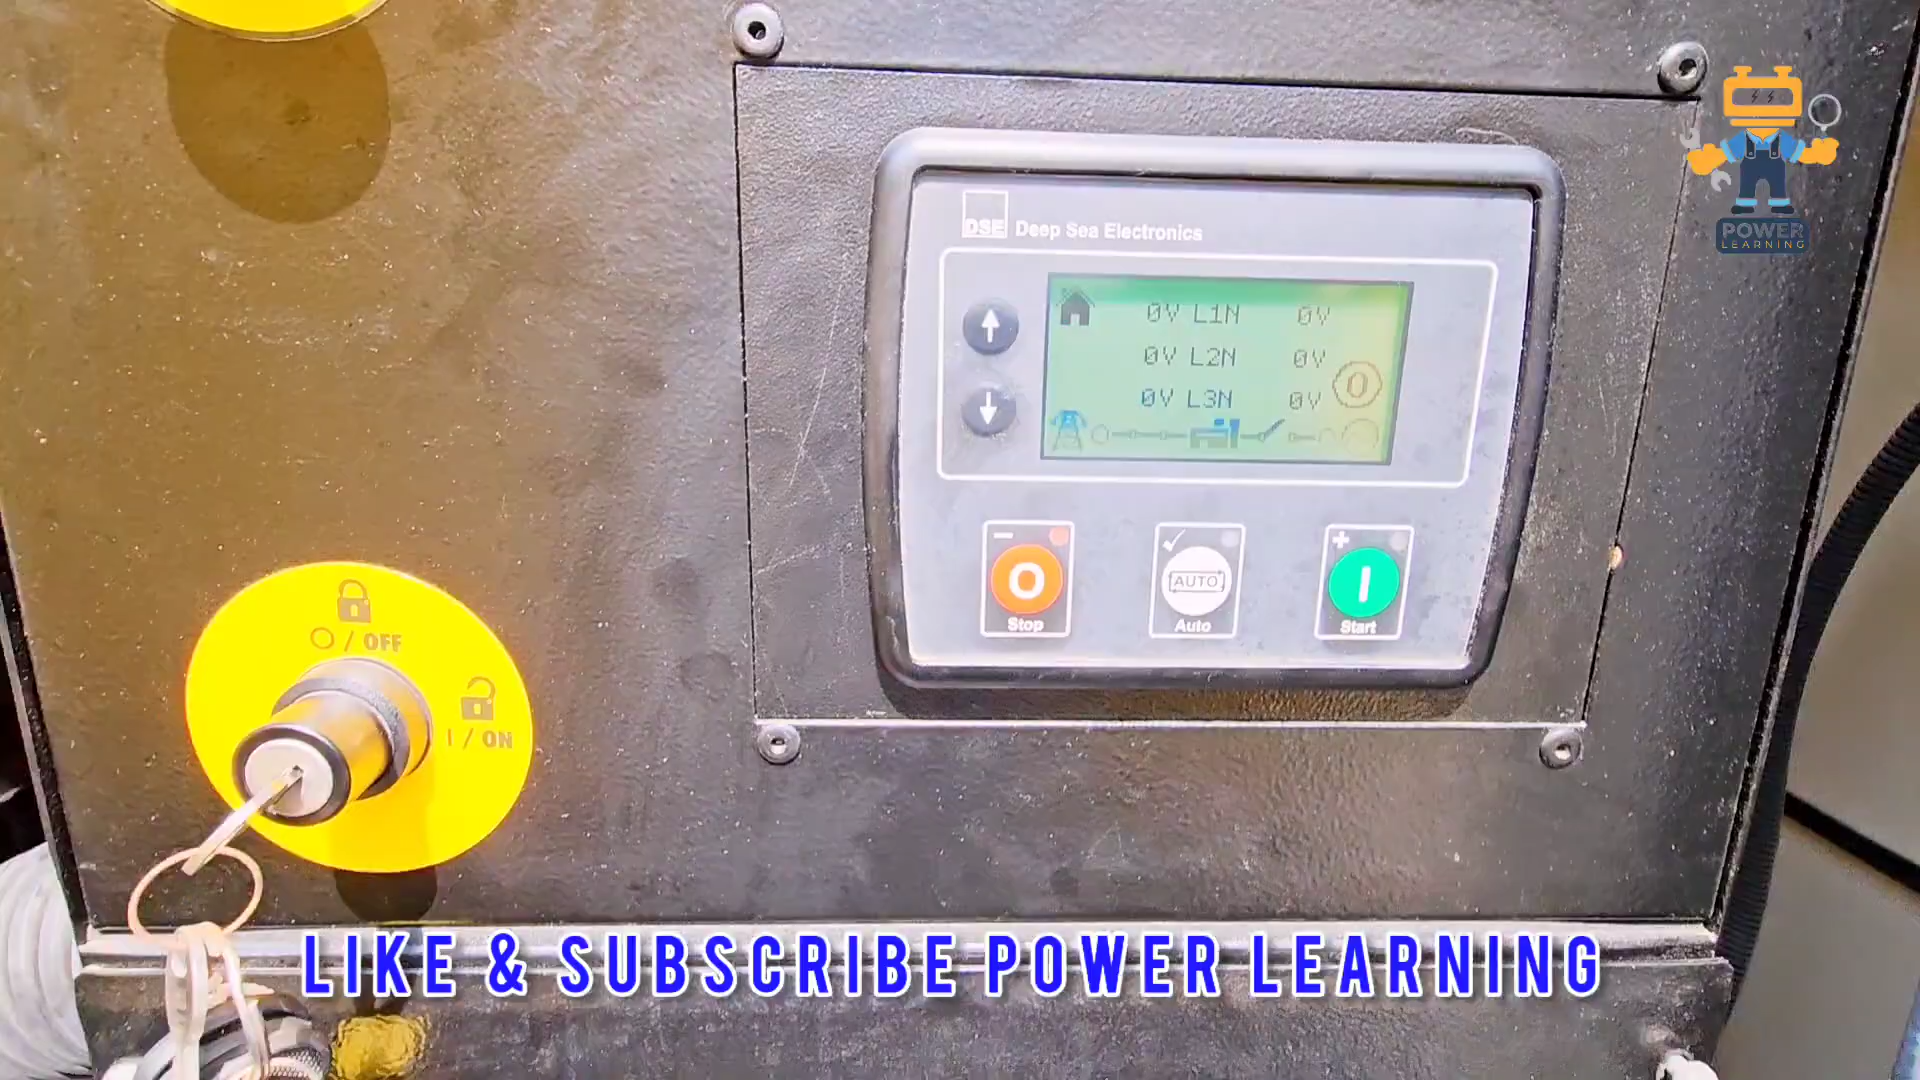 DSE Deep Sea Electronics
0V L1N 0V
0V L2N 0V
0V L3N 0V
0
- O Stop
✓ AUTO Auto
+ I Start
O / OFF
I / ON
POWER
LEARNING
LIKE & SUBSCRIBE POWER LEARNING